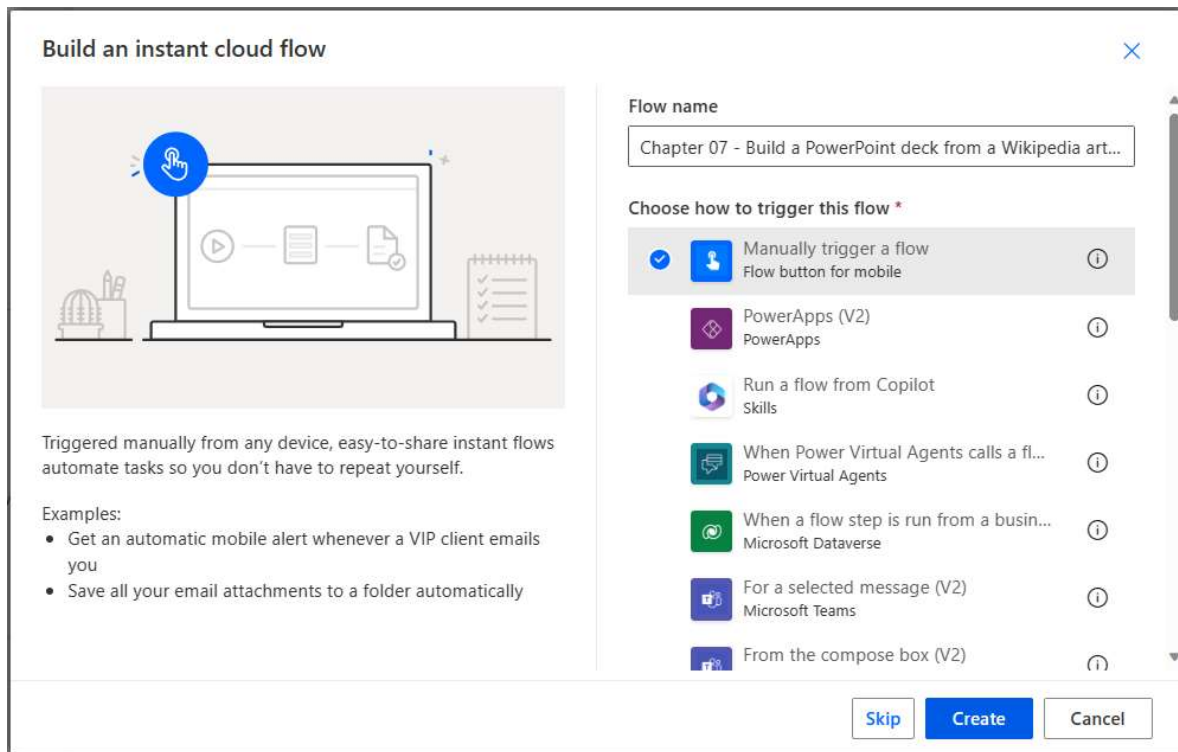 Build an instant cloud flow
Triggered manually from any device, easy-to-share instant flows
automate tasks so you don’t have to repeat yourself.
Examples:
• Get an automatic mobile alert whenever a VIP client emails
you
• Save all your email attachments to a folder automatically
Flow name
Chapter 07 - Build a PowerPoint deck from a Wikipedia art...
Choose how to trigger this flow *
Manually trigger a flow
Flow button for mobile
PowerApps (V2)
PowerApps
Run a flow from Copilot
Skills
When Power Virtual Agents calls a fl...
Power Virtual Agents
When a flow step is run from a busin...
Microsoft Dataverse
For a selected message (V2)
Microsoft Teams
From the compose box (V2)
Skip
Create
Cancel